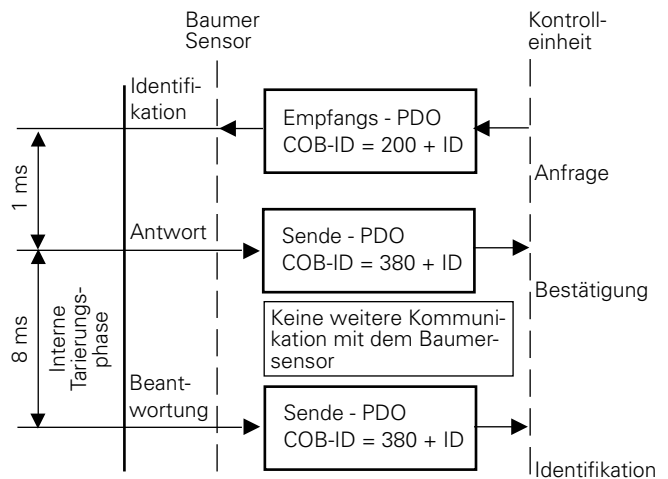 Baumer
Sensor
Kontroll-
einheit
Identifi-
kation
Empfangs - PDO
COB-ID = 200 + ID
1 ms
Anfrage
Antwort
Sende - PDO
COB-ID = 380 + ID
Bestätigung
8 ms
Interne
Tarierungs-
phase
Keine weitere Kommuni-
kation mit dem Baumer-
sensor
Beant-
wortung
Sende - PDO
COB-ID = 380 + ID
Identifikation